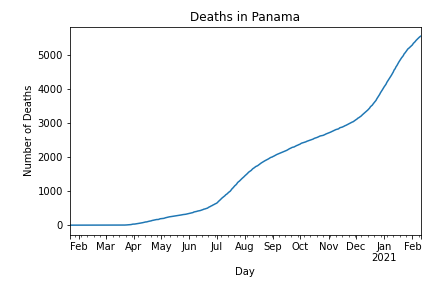 Deaths in Panama
Number of Deaths
5000
4000
3000
2000
1000
0
Feb Mar Apr May Jun Jul Aug Sep Oct Nov Dec Jan Feb
2021
Day